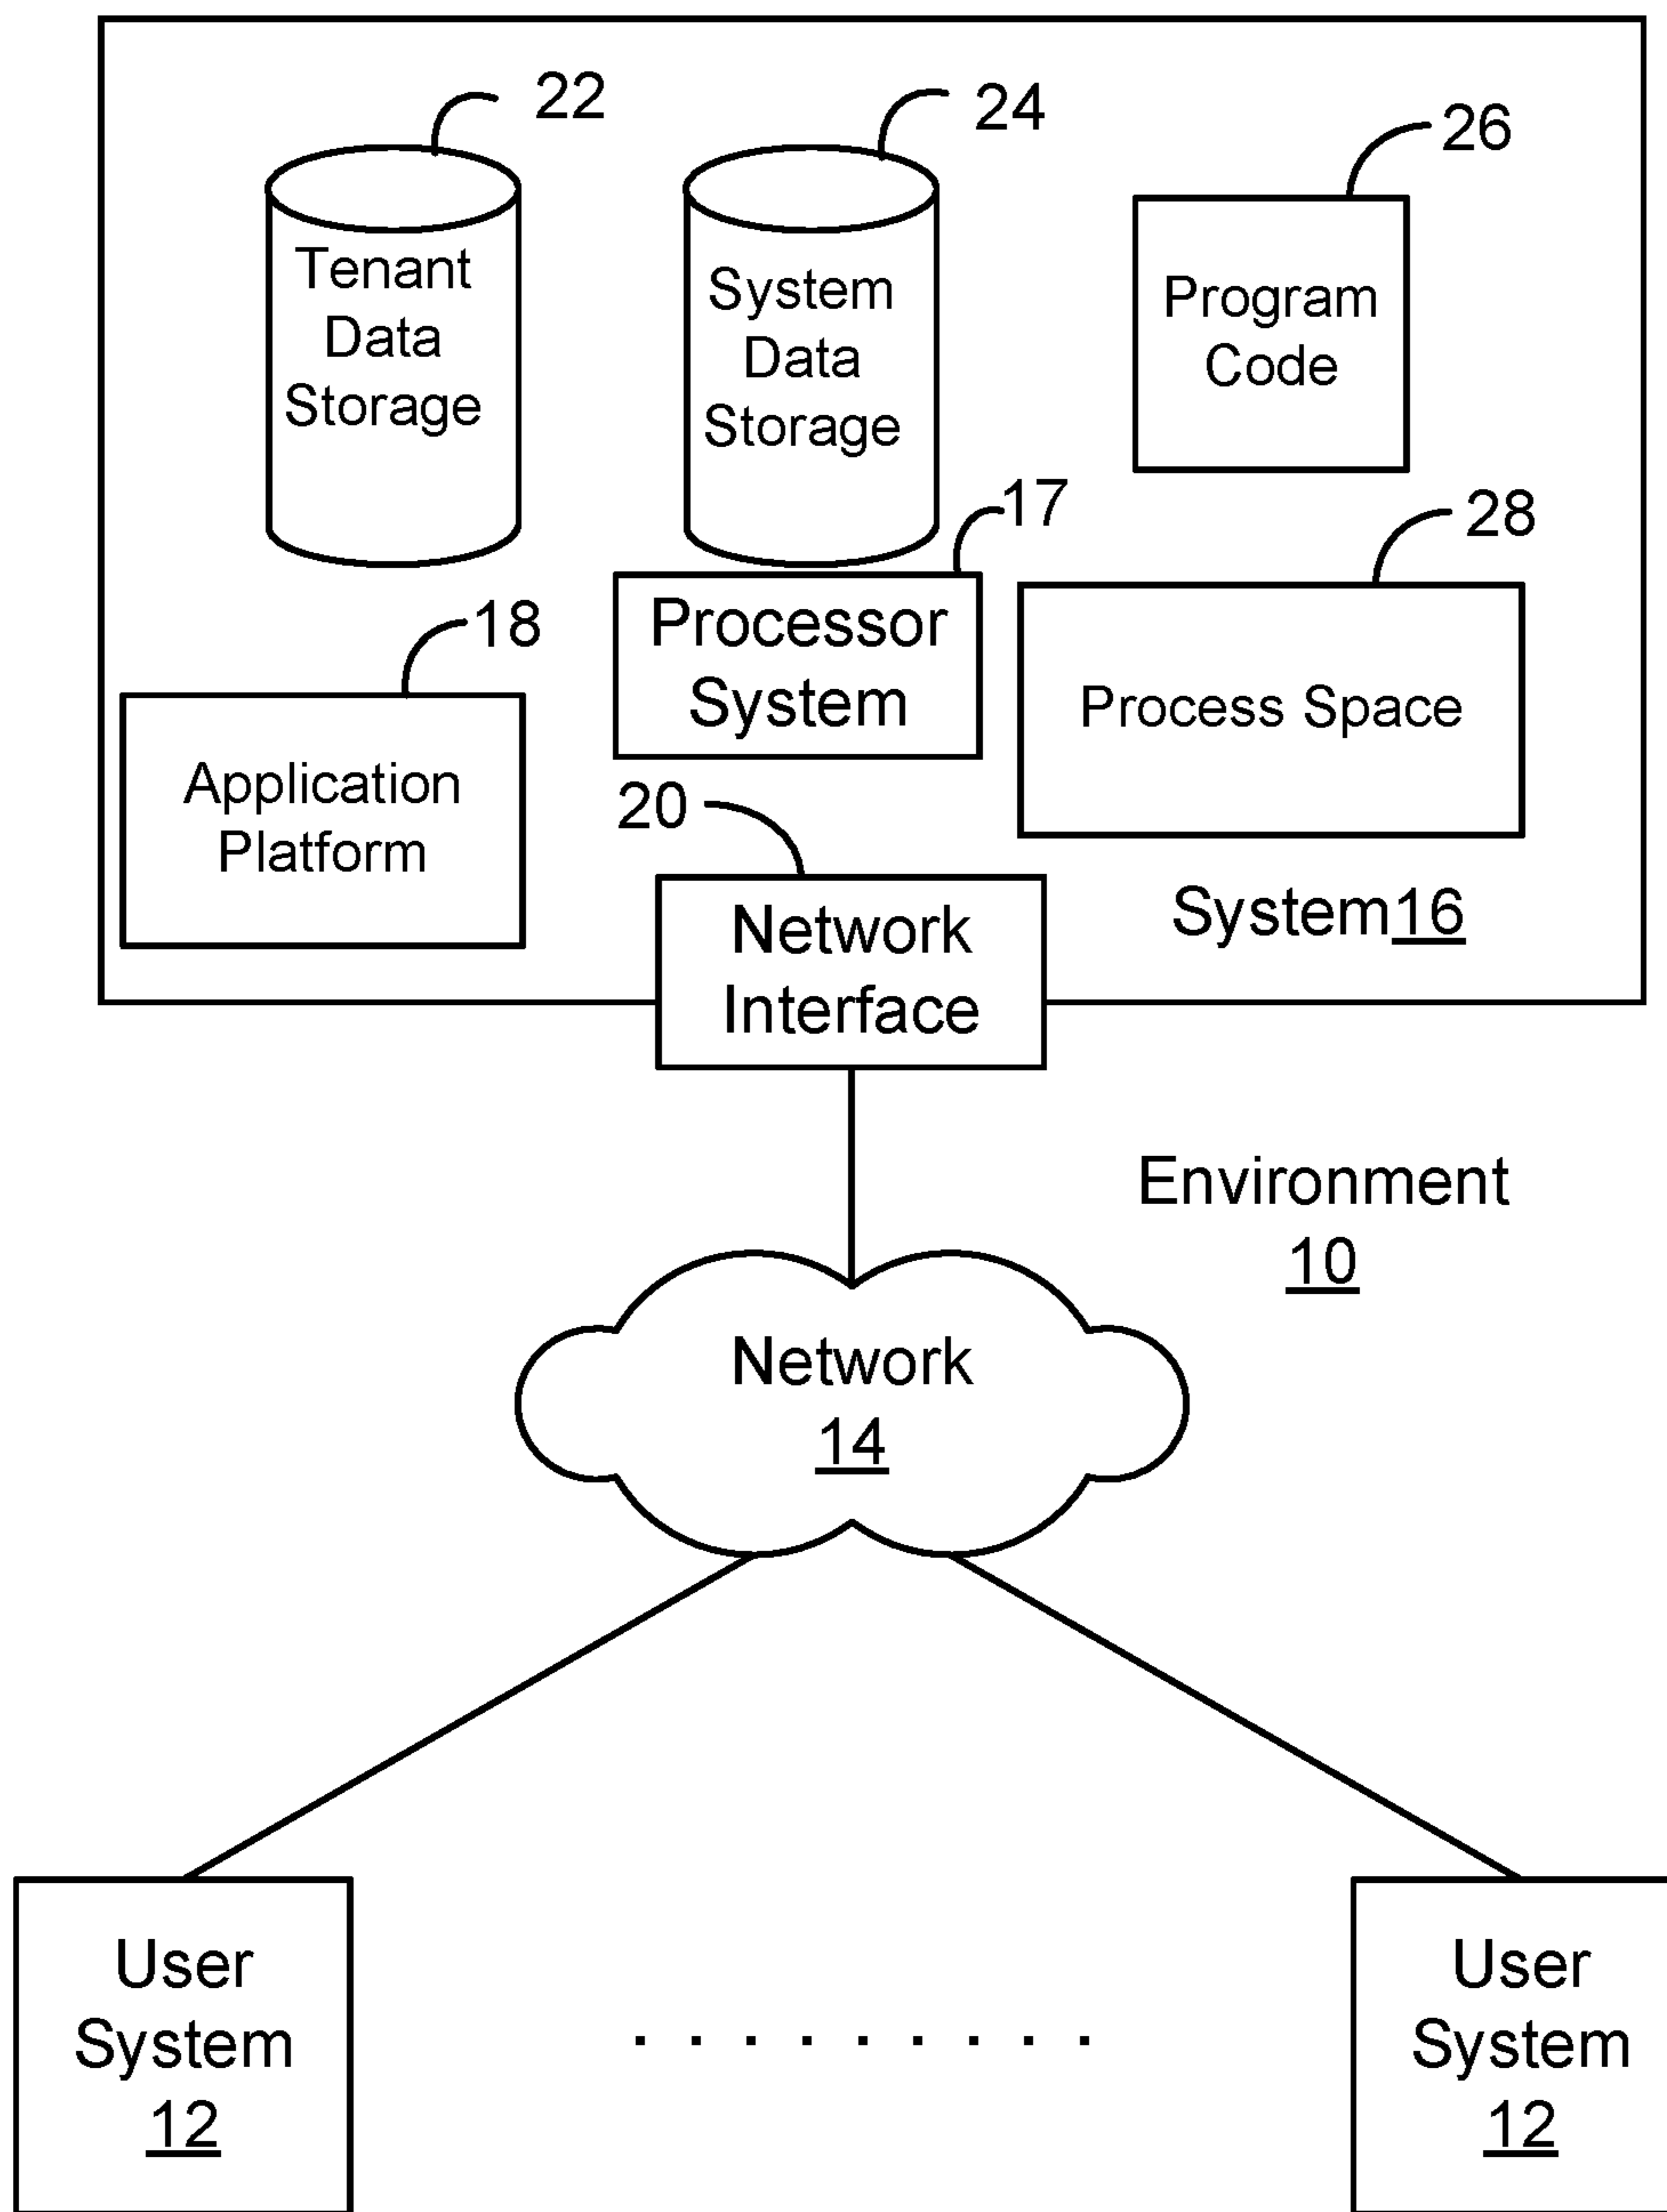 22
24
26
Tenant
Data
Storage
System
Data
Storage
Program
Code
17
28
18
Processor
System
Process Space
Application
Platform
20
System16
Network
Interface
Environment
10
Network
14
User
System
12
. . . . . . . . .
User
System
12